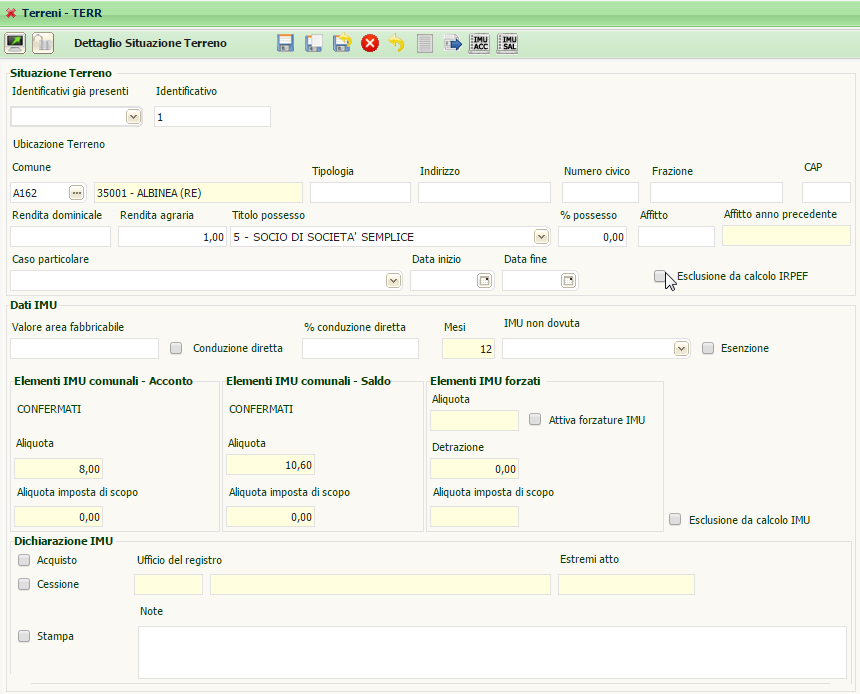 Terreni - TERR
Dettaglio Situazione Terreno
IMU ACC
IMU SAL
Situazione Terreno
Identificativi già presenti
Identificativo
1
Ubicazione Terreno
Comune
Tipologia
Indirizzo
Numero civico
Frazione
CAP
A162
35001 - ALBINEA (RE)
Rendita dominicale
Rendita agraria
Titolo possesso
% possesso
Affitto
Affitto anno precedente
1,00
5 - SOCIO DI SOCIETA' SEMPLICE
0,00
Caso particolare
Data inizio
Data fine
Esclusione da calcolo IRPEF
Dati IMU
Valore area fabbricabile
% conduzione diretta
Mesi
IMU non dovuta
Conduzione diretta
12
Esenzione
Elementi IMU comunali - Acconto
Elementi IMU comunali - Saldo
Elementi IMU forzati
CONFERMATI
CONFERMATI
Aliquota
Attiva forzature IMU
Aliquota
Aliquota
Detrazione
8,00
10,60
0,00
Aliquota imposta di scopo
Aliquota imposta di scopo
Aliquota imposta di scopo
0,00
0,00
Esclusione da calcolo IMU
Dichiarazione IMU
Acquisto
Ufficio del registro
Estremi atto
Cessione
Note
Stampa